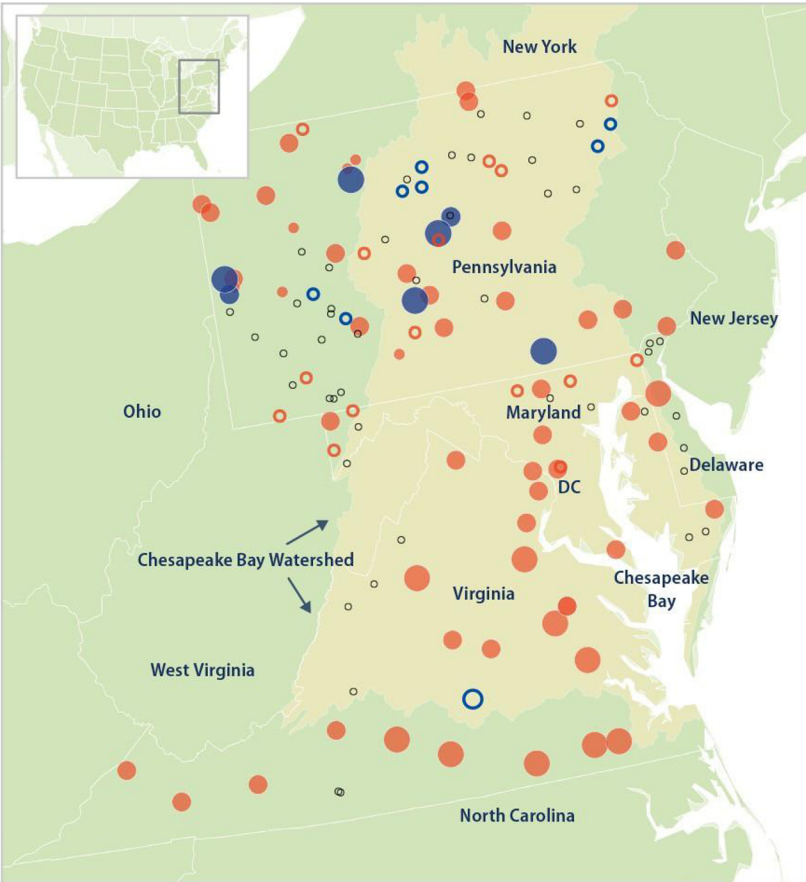 New York
Pennsylvania
New Jersey
Ohio
Maryland
Delaware
DC
Chesapeake Bay Watershed
Chesapeake
Bay
Virginia
West Virginia
North Carolina